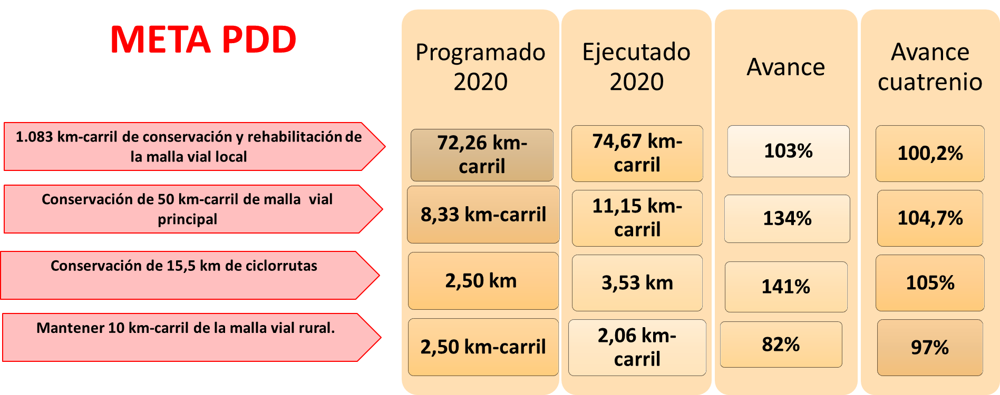 META PDD
Programado
2020
Ejecutado
2020
Avance
Avance
cuatrenio
1.083 km-carril de conservación y rehabilitación de
la malla vial local
72,26 km-
carril
74,67 km-
carril
103%
100,2%
Conservación de 50 km-carril de malla vial
principal
8,33 km-carril
11,15 km-
carril
134%
104,7%
Conservación de 15,5 km de ciclorrutas
2,50 km
3,53 km
141%
105%
Mantener 10 km-carril de la malla vial rural.
2,50 km-carril
2,06 km-
carril
82%
97%